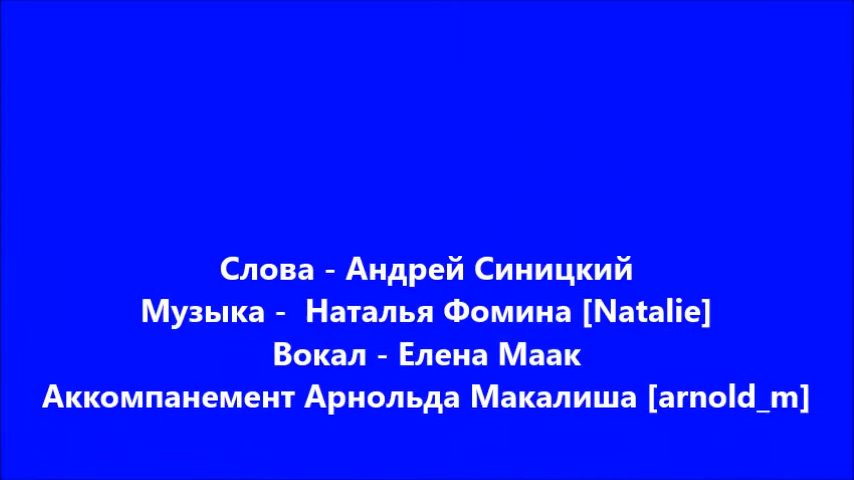 Слова - Андрей Синицкий
Музыка -  Наталья Фомина [Natalie]
Вокал - Елена Маак
Аккомпанемент Арнольда Макалиша [arnold_m]